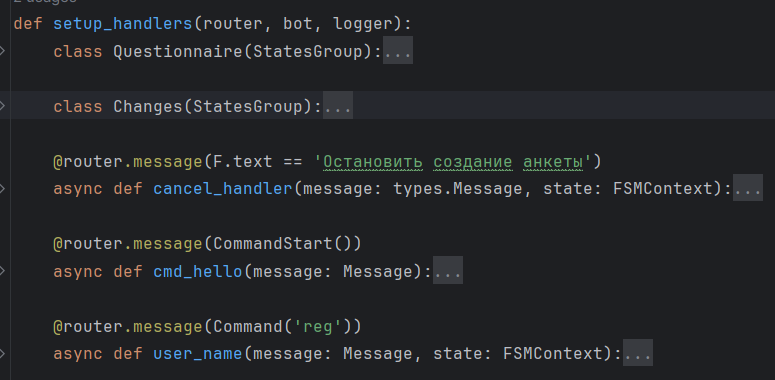 2 usages
def setup_handlers(router, bot, logger):
class Questionnaire(StatesGroup):...
class Changes(StatesGroup):...
@router.message(F.text == 'Остановить создание анкеты')
async def cancel_handler(message: types.Message, state: FSMContext):...
@router.message(CommandStart())
async def cmd_hello(message: Message):...
@router.message(Command('reg'))
async def user_name(message: Message, state: FSMContext):...